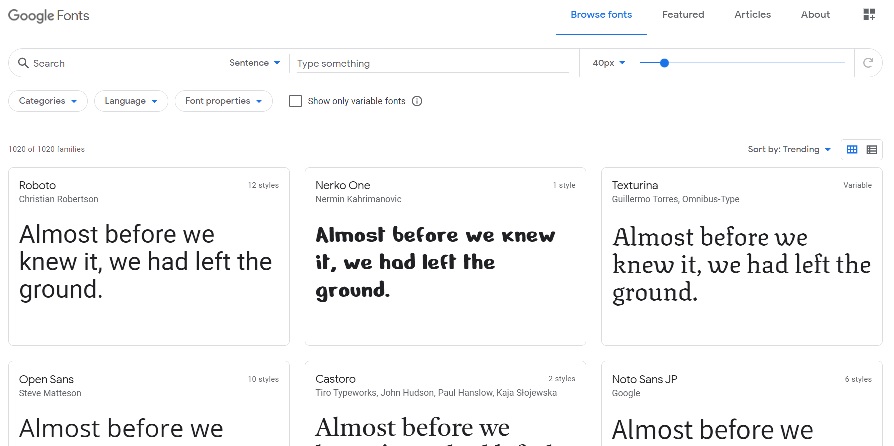 Google Fonts
Browse fonts Featured Articles About
Search Sentence Type something 40px
Categories Language Font properties Show only variable fonts
1020 of 1020 families Sort by: Trending
Roboto 12 styles
Christian Robertson
Almost before we
knew it, we had left the
ground.
Nerko One 1 style
Nermin Kahrimanovic
Almost before we knew
it, we had left the
ground.
Texturina Variable
Guillermo Torres, Omnibus-Type
Almost before we
knew it, we had left the
ground.
Open Sans 10 styles
Steve Matteson
Almost before we
Castoro 2 styles
Tiro Typeworks, John Hudson, Paul Hanslow, Kaja Słojewska
Almost before we
Noto Sans JP 6 styles
Google
Almost before we